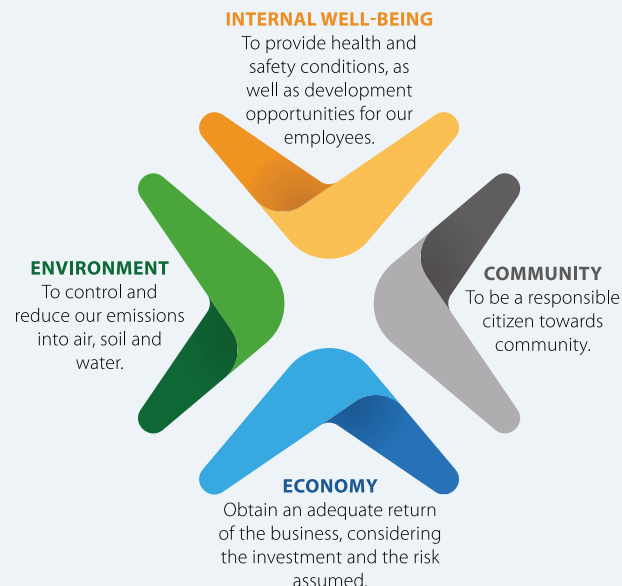 INTERNAL WELL-BEING
To provide health and
safety conditions, as
well as development
opportunities for our
employees.
ENVIRONMENT
To control and
reduce our emissions
into air, soil and
water.
COMMUNITY
To be a responsible
citizen towards
community.
ECONOMY
Obtain an adequate return
of the business, considering
the investment and the risk
assumed.